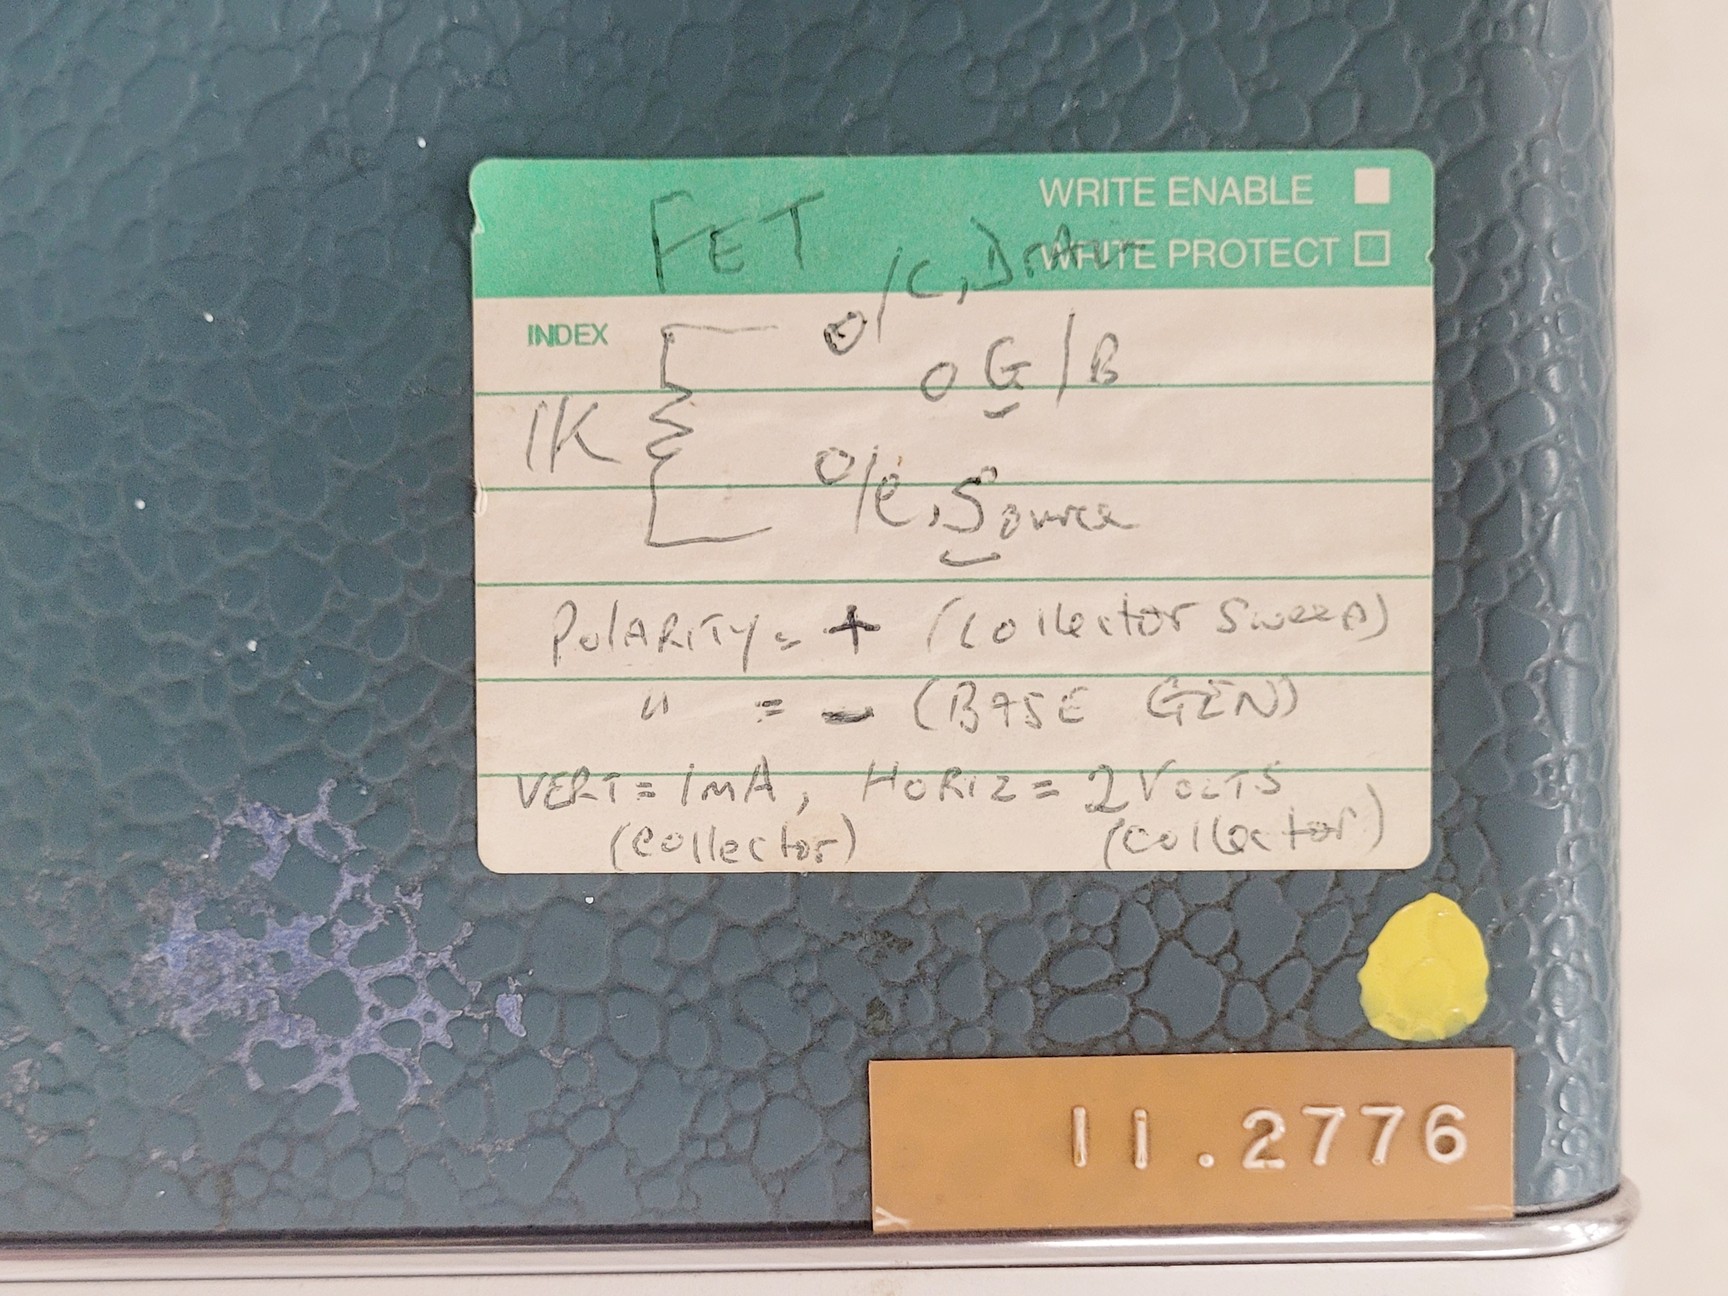 WRITE ENABLE
FET
WRITE PROTECT
O/C, DrAin
INDEX
O G/B
1K
O/e, Source
POLARITY = + (Collector Sweep)
" = - (BASE GEN)
VERT = 1mA, HORIZ = 2 VOLTS
(collector) (collector)
11.2776